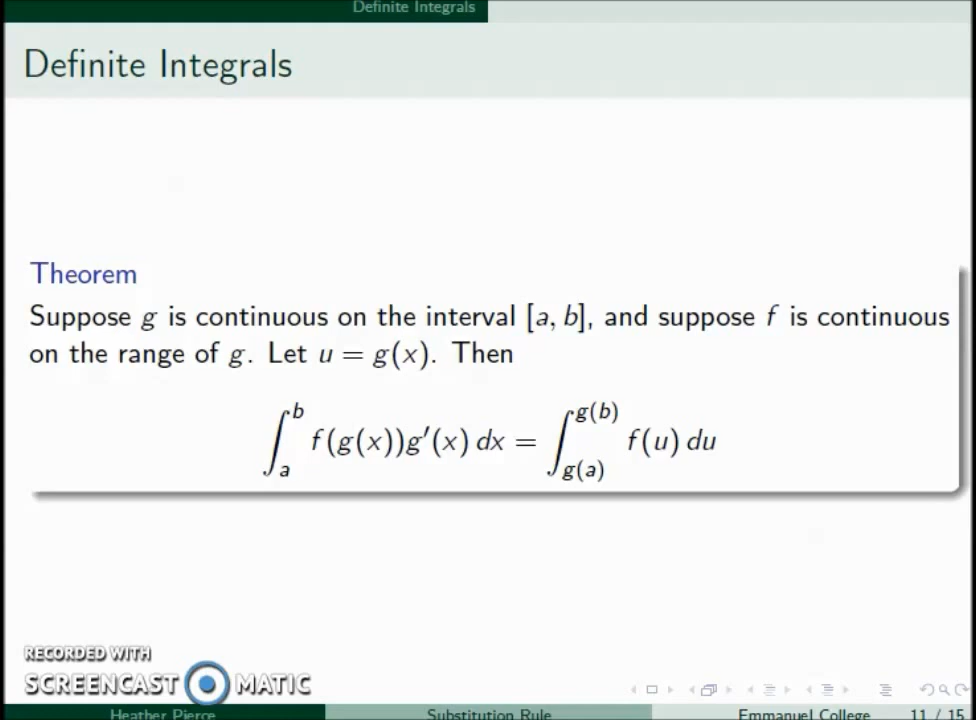 Definite Integrals
Definite Integrals
Theorem
Suppose g is continuous on the interval [a, b], and suppose f is continuous
on the range of g. Let u = g(x). Then
∫_a^b f(g(x))g′(x) dx = ∫_{g(a)}^{g(b)} f(u) du
RECORDED WITH
SCREENCAST MATIC
Heather Pierce Substitution Rule Emmanuel College 11 / 15